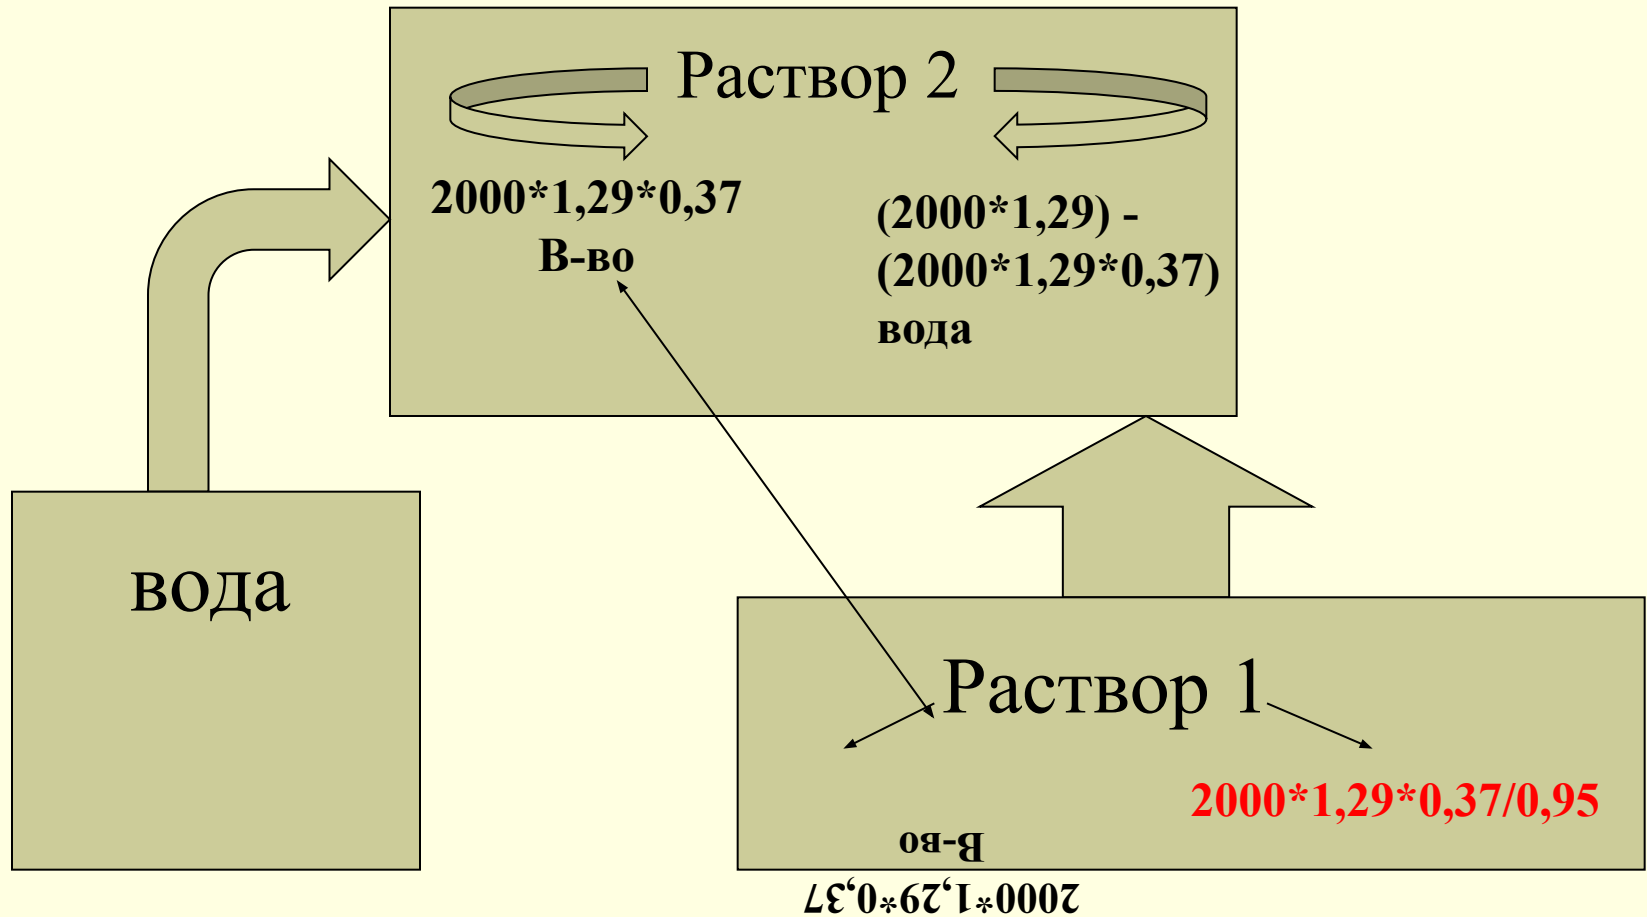 Раствор 2
2000*1,29*0,37
В-во
(2000*1,29) -
(2000*1,29*0,37)
вода
вода
Раствор 1
2000*1,29*0,37/0,95
В-во
2000*1,29*0,37